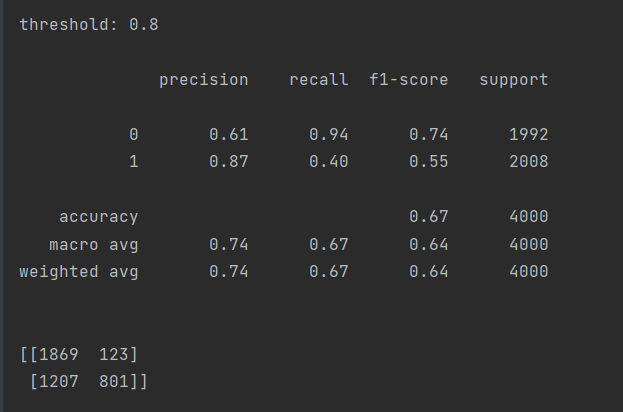 threshold: 0.8
precision recall f1-score support
0 0.61 0.94 0.74 1992
1 0.87 0.40 0.55 2008
accuracy 0.67 4000
macro avg 0.74 0.67 0.64 4000
weighted avg 0.74 0.67 0.64 4000
[[1869 123]
[1207 801]]